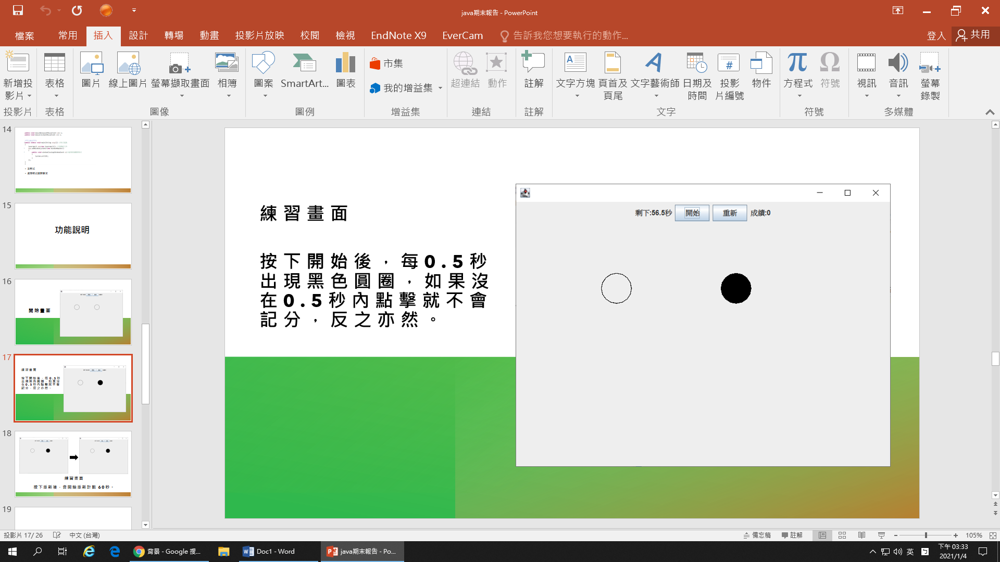 java期末報告 - PowerPoint
檔案 常用 插入 設計 轉場 動畫 投影片放映 校閱 檢視 EndNote X9 EverCam 告訴我您想要執行的動作... 登入 共用
新增投影片 表格 圖片 線上圖片 螢幕擷取畫面 相簿 圖案 SmartArt... 圖表 市集 我的增益集 超連結 動作 註解 文字方塊 頁首及頁尾 文字藝術師 日期及時間 投影片編號 物件 方程式 符號 視訊 音訊 螢幕錄製
投影片 表格 圖像 圖例 增益集 連結 註解 文字 符號 多媒體
14
主程式
15
功能說明
16
開始畫面
17
練習畫面
按下開始後，每0.5秒
出現黑色圓圈，如果沒
在0.5秒內點擊就不會
記分，反之亦然。
18
練習畫面
按下重新後，會開始重新計數 60秒。
19
練習畫面
按下開始後，每0.5秒
出現黑色圓圈，如果沒
在0.5秒內點擊就不會
記分，反之亦然。
剩下:56.5秒 開始 重新 成績:0
投影片 17/ 26 中文 (台灣) 備忘稿 註解 105%
背景 - Google 搜... Doc1 - Word java期末報告 - Po... 英 下午 03:33
2021/1/4